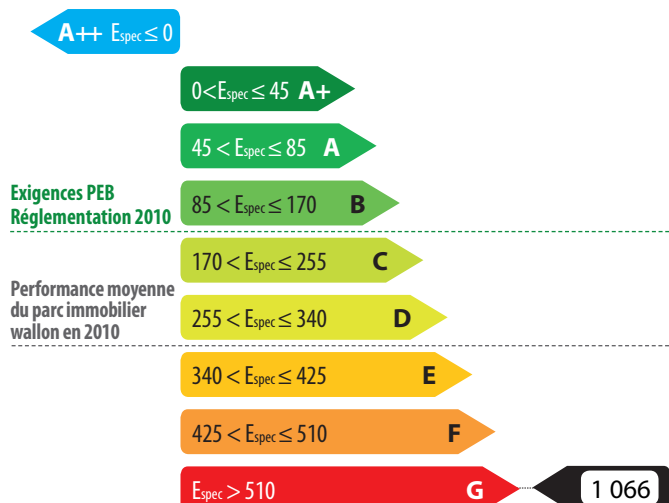 A++ Espec ≤ 0
0<Espec ≤ 45 A+
45 < Espec ≤ 85 A
Exigences PEB
Réglementation 2010
85 < Espec ≤ 170 B
170 < Espec ≤ 255 C
Performance moyenne
du parc immobilier
wallon en 2010
255 < Espec ≤ 340 D
340 < Espec ≤ 425 E
425 < Espec ≤ 510 F
Espec > 510 G 1 066